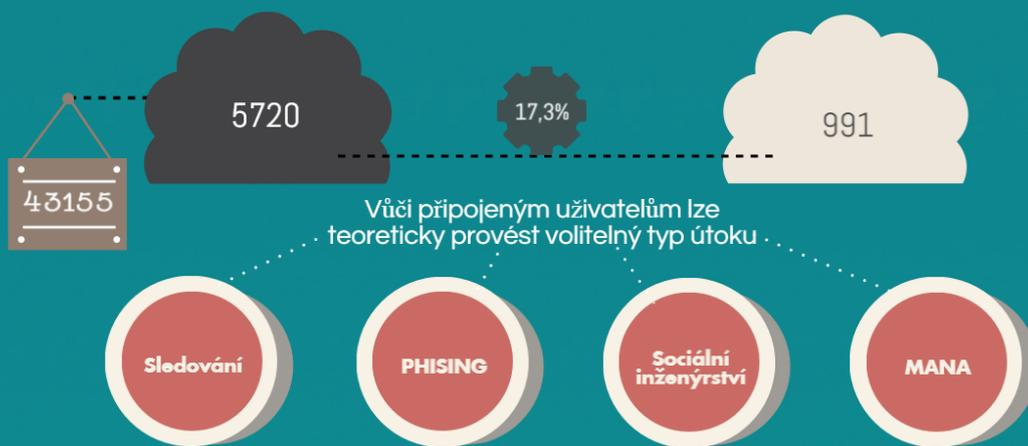 5720
17,3%
991
43155
Vůči připojeným uživatelům lze
teoreticky provést volitelný typ útoku
Sledování
PHISING
Sociální
inženýrství
MANA